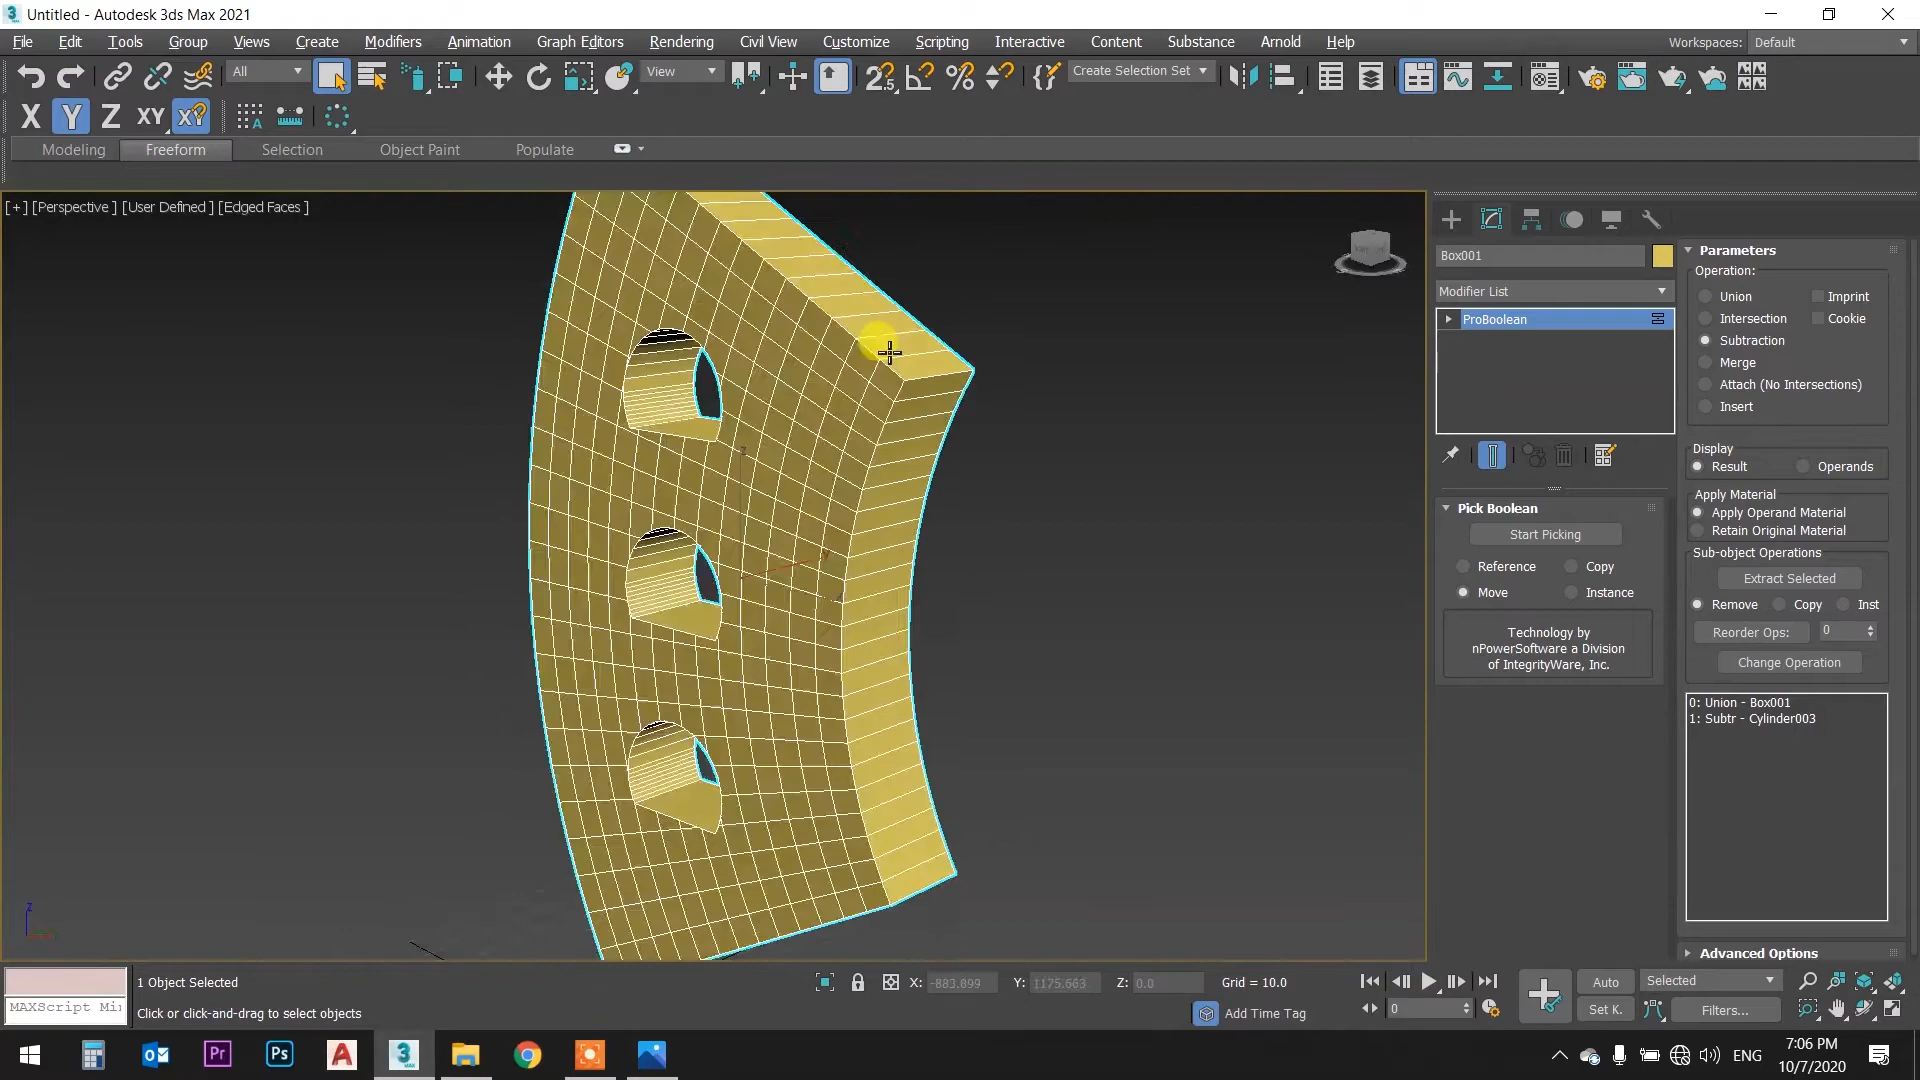 Untitled - Autodesk 3ds Max 2021
File Edit Tools Group Views Create Modifiers Animation Graph Editors Rendering Civil View Customize Scripting Interactive Content Substance Arnold Help
Workspaces: Default
All
View
Create Selection Set
X Y Z XY XY
Modeling Freeform Selection Object Paint Populate
[+] [Perspective ] [User Defined ] [Edged Faces ]
Box001
Modifier List
ProBoolean
Pick Boolean
Start Picking
Reference Copy
Move Instance
Technology by
nPowerSoftware a Division
of IntegrityWare, Inc.
Parameters
Operation:
Union Imprint
Intersection Cookie
Subtraction
Merge
Attach (No Intersections)
Insert
Display
Result Operands
Apply Material
Apply Operand Material
Retain Original Material
Sub-object Operations
Extract Selected
Remove Copy Inst
Reorder Ops: 0
Change Operation
0: Union - Box001
1: Subtr - Cylinder003
Advanced Options
1 Object Selected
X: -883.899 Y: 1175.663 Z: 0.0 Grid = 10.0
MAXScript Mi
Click or click-and-drag to select objects
Add Time Tag
0
Auto Selected
Set K. Filters...
ENG
7:06 PM
10/7/2020